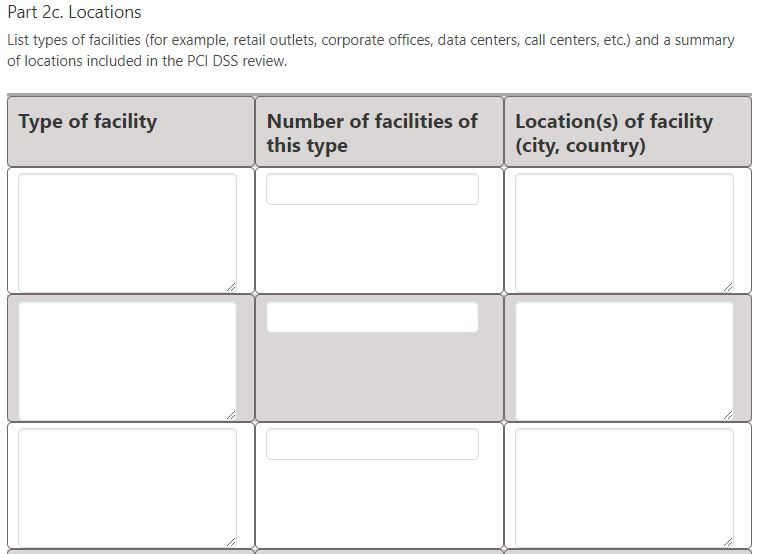 Part 2c. Locations
List types of facilities (for example, retail outlets, corporate offices, data centers, call centers, etc.) and a summary
of locations included in the PCI DSS review.
Type of facility
Number of facilities of
this type
Location(s) of facility
(city, country)